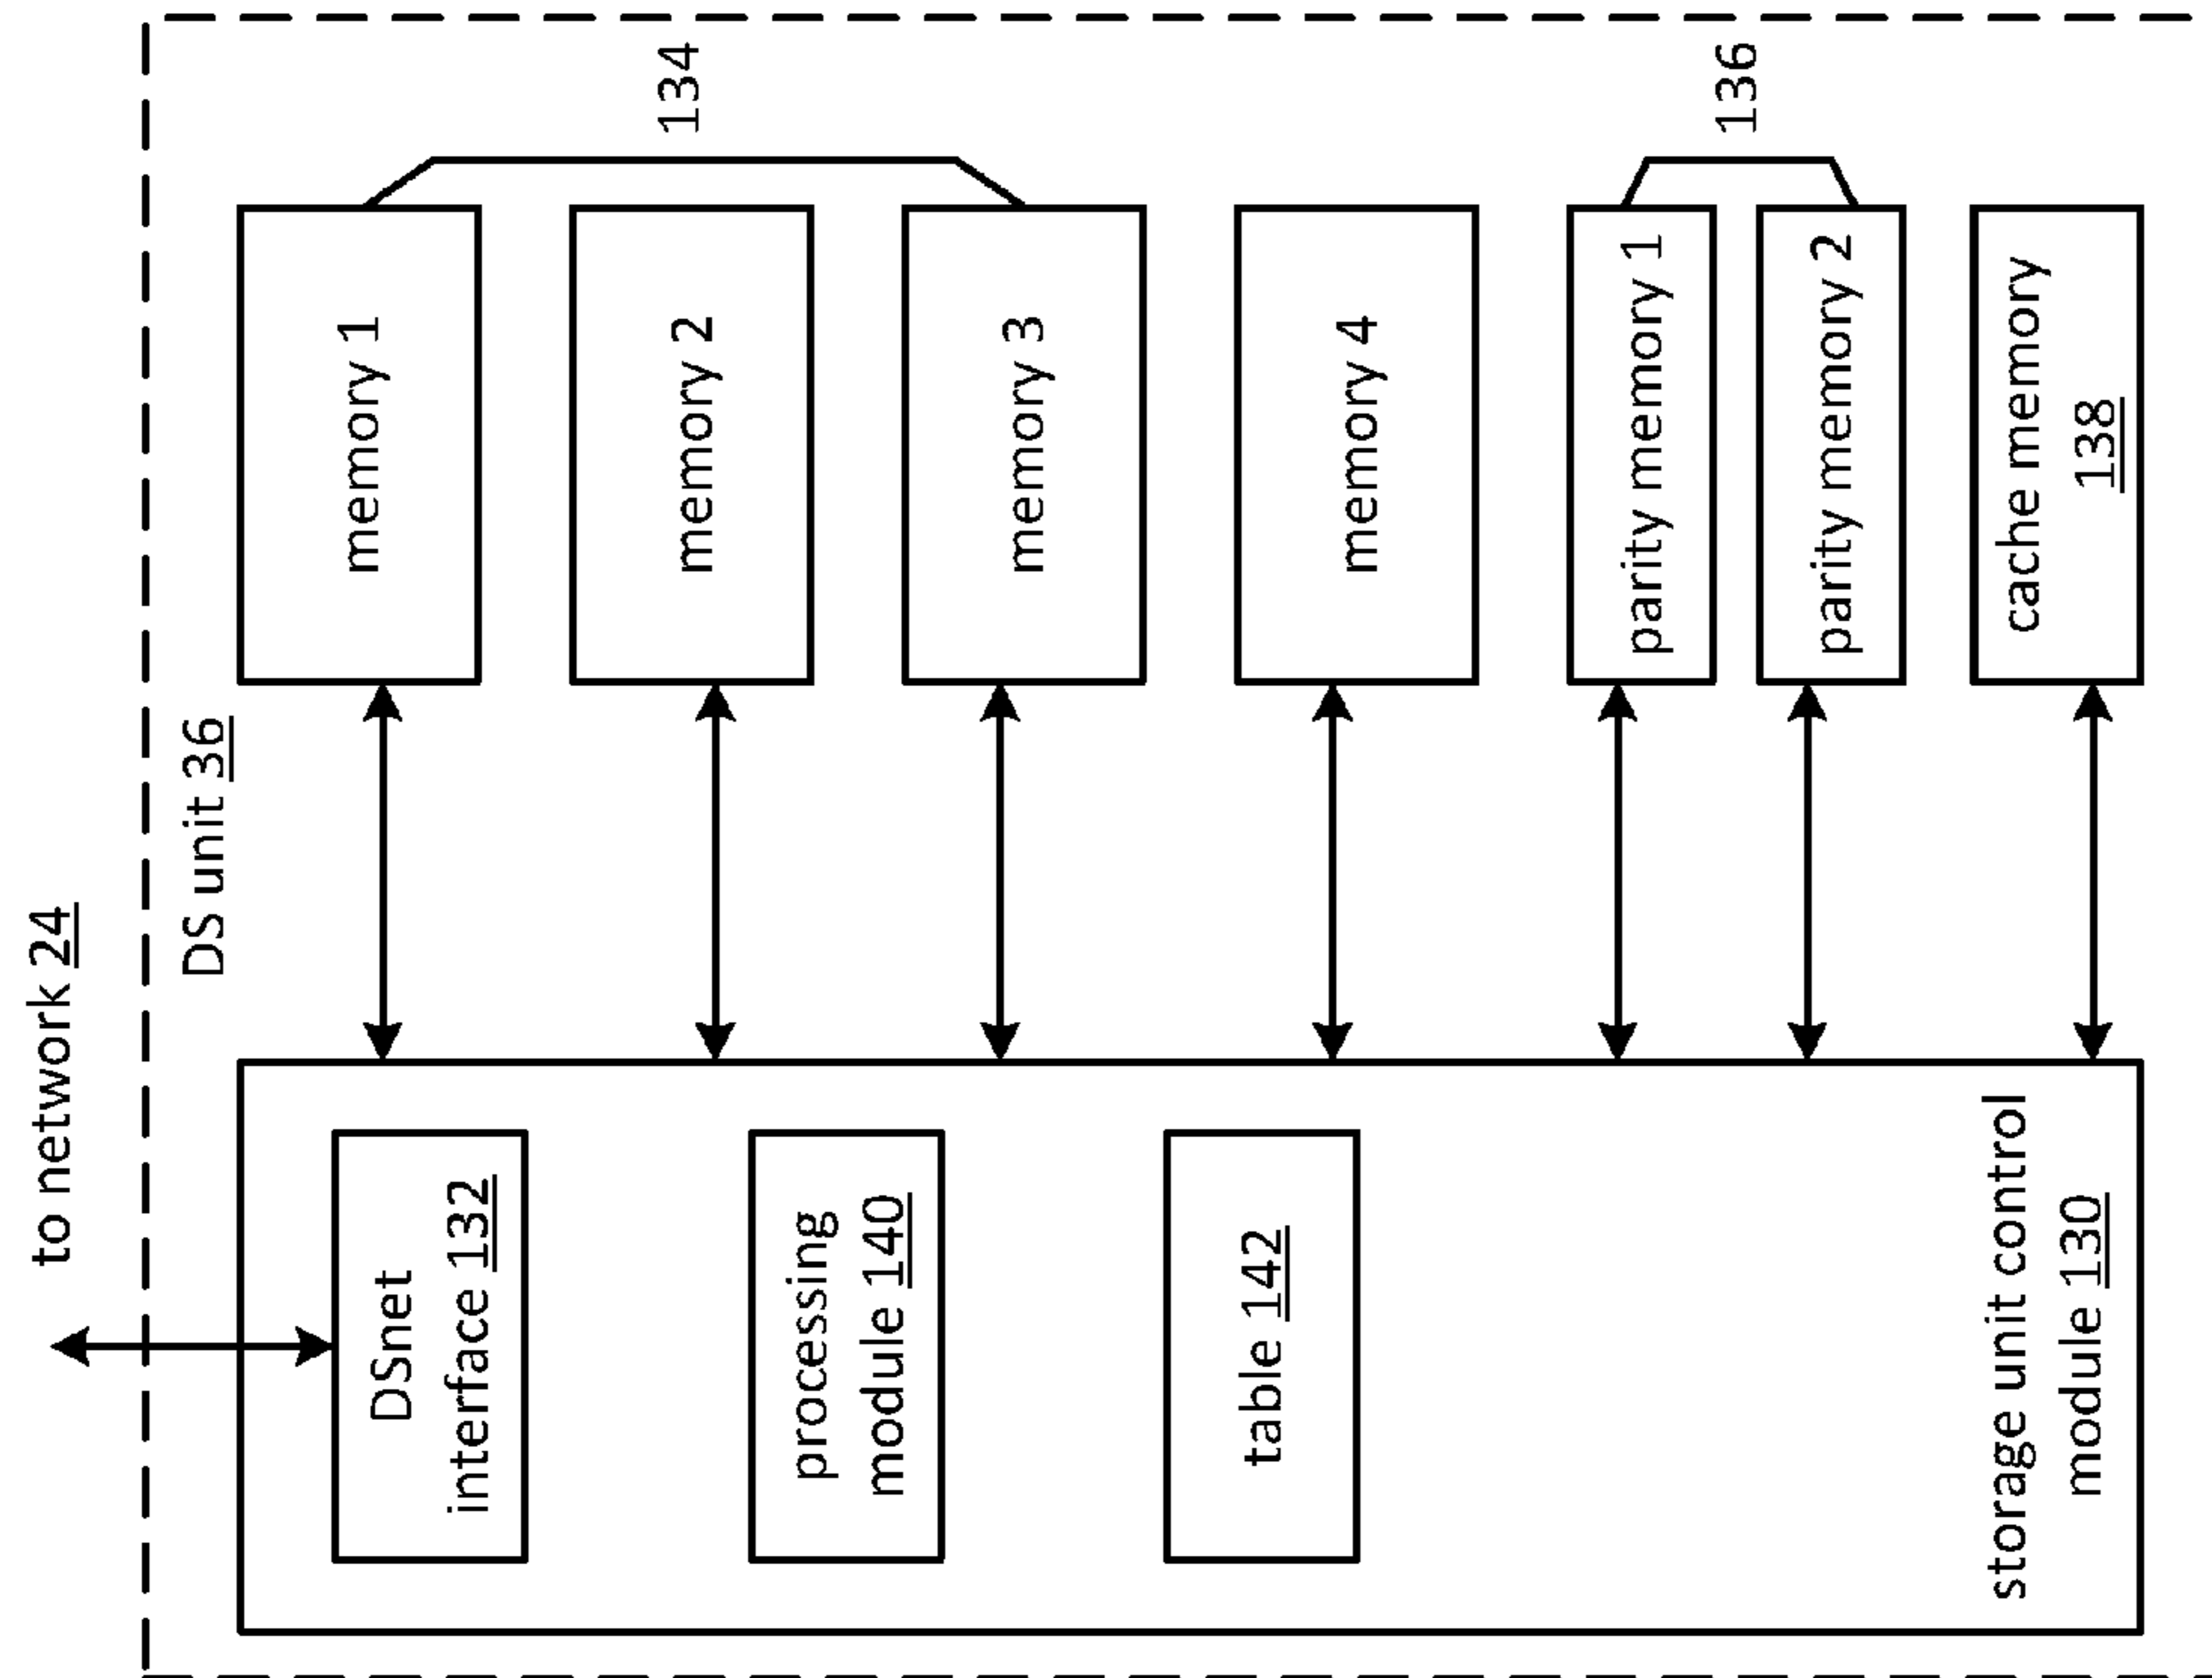 to network 24
DS unit 36
DSnet
interface 132
processing
module 140
table 142
storage unit control
module 130
memory 1
memory 2
memory 3
memory 4
parity memory 1
parity memory 2
cache memory
138
134
136